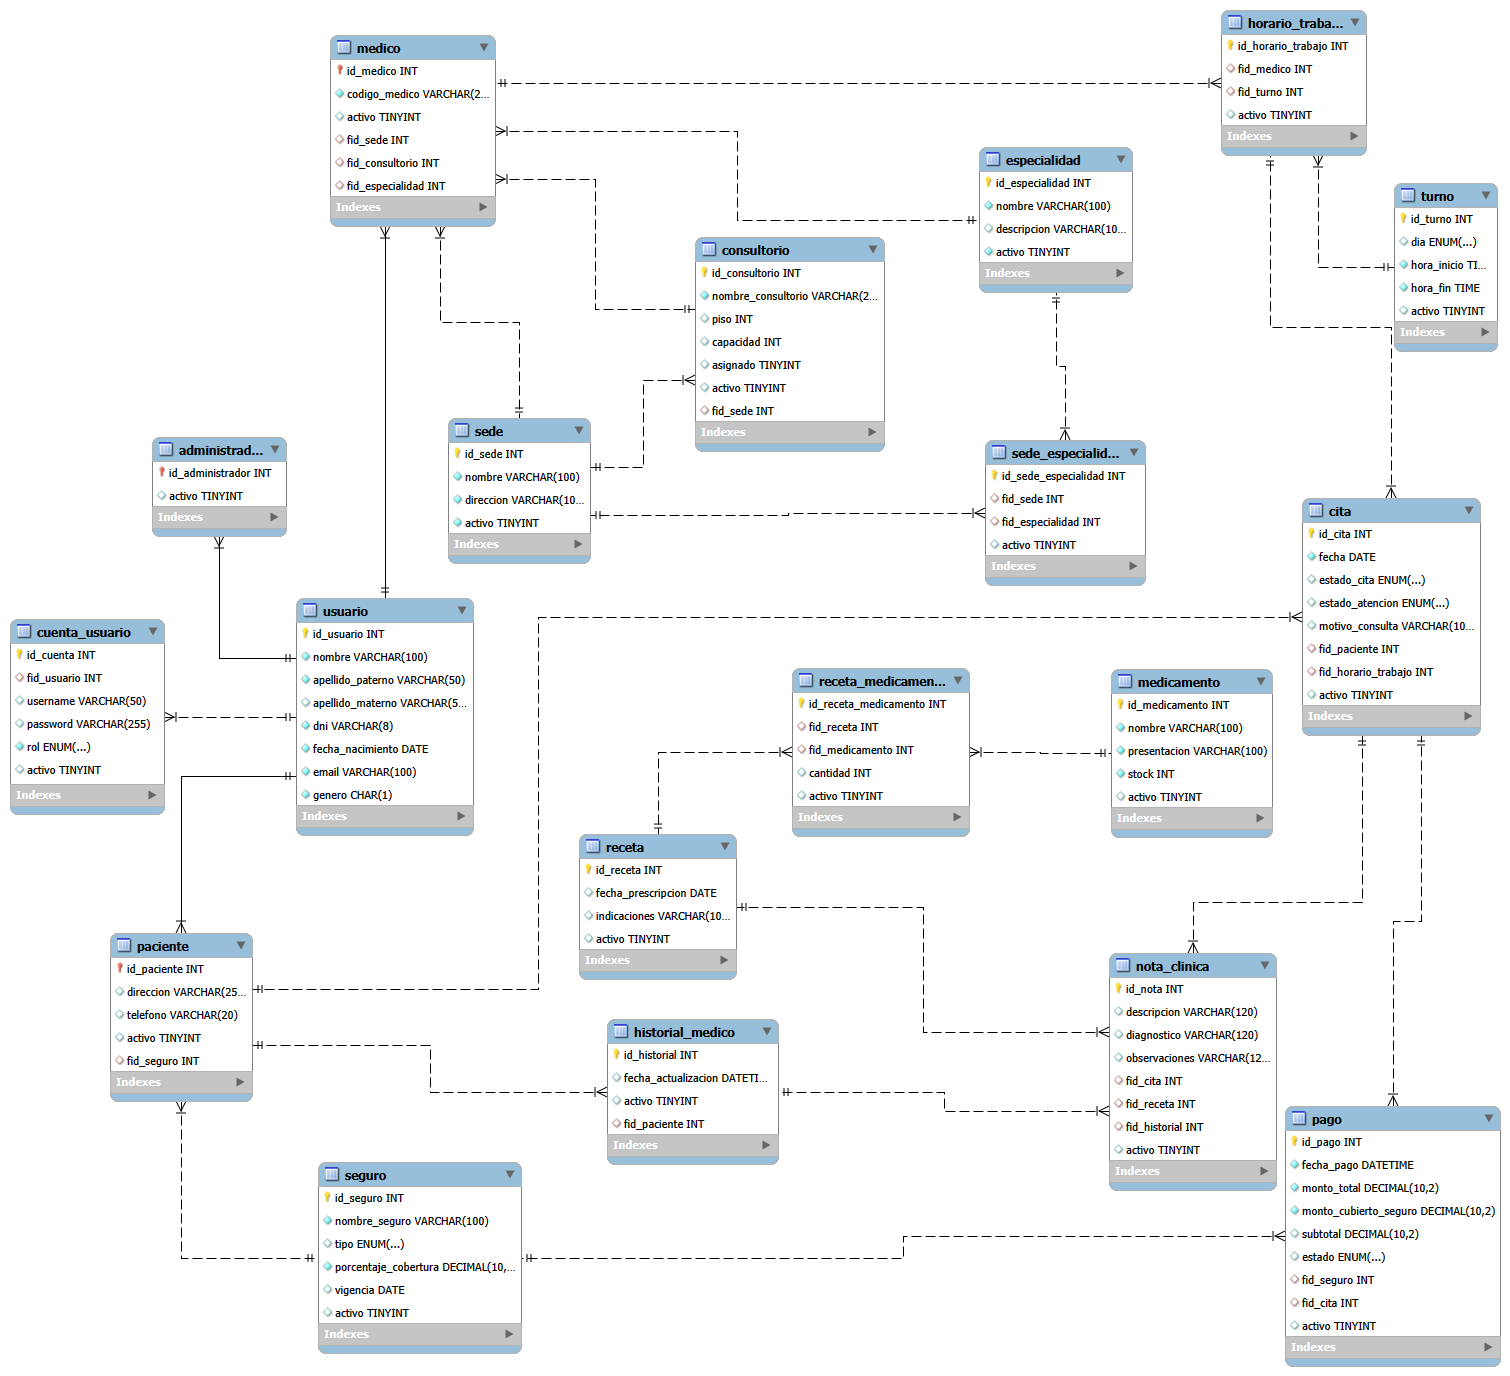 medico
id_medico INT
codigo_medico VARCHAR(2...
activo TINYINT
fid_sede INT
fid_consultorio INT
fid_especialidad INT
Indexes
horario_traba...
id_horario_trabajo INT
fid_medico INT
fid_turno INT
activo TINYINT
Indexes
especialidad
id_especialidad INT
nombre VARCHAR(100)
descripcion VARCHAR(10...
activo TINYINT
Indexes
turno
id_turno INT
dia ENUM(...)
hora_inicio TI...
hora_fin TIME
activo TINYINT
Indexes
consultorio
id_consultorio INT
nombre_consultorio VARCHAR(2...
piso INT
capacidad INT
asignado TINYINT
activo TINYINT
fid_sede INT
Indexes
sede
id_sede INT
nombre VARCHAR(100)
direccion VARCHAR(10...
activo TINYINT
Indexes
administrad...
id_administrador INT
activo TINYINT
Indexes
sede_especialid...
id_sede_especialidad INT
fid_sede INT
fid_especialidad INT
activo TINYINT
Indexes
cita
id_cita INT
fecha DATE
estado_cita ENUM(...)
estado_atencion ENUM(...)
motivo_consulta VARCHAR(10...
fid_paciente INT
fid_horario_trabajo INT
activo TINYINT
Indexes
cuenta_usuario
id_cuenta INT
fid_usuario INT
username VARCHAR(50)
password VARCHAR(255)
rol ENUM(...)
activo TINYINT
Indexes
usuario
id_usuario INT
nombre VARCHAR(100)
apellido_paterno VARCHAR(50)
apellido_materno VARCHAR(5...
dni VARCHAR(8)
fecha_nacimiento DATE
email VARCHAR(100)
genero CHAR(1)
Indexes
receta_medicamen...
id_receta_medicamento INT
fid_receta INT
fid_medicamento INT
cantidad INT
activo TINYINT
Indexes
medicamento
id_medicamento INT
nombre VARCHAR(100)
presentacion VARCHAR(100)
stock INT
activo TINYINT
Indexes
receta
id_receta INT
fecha_prescripcion DATE
indicaciones VARCHAR(10...
activo TINYINT
Indexes
paciente
id_paciente INT
direccion VARCHAR(25...
telefono VARCHAR(20)
activo TINYINT
fid_seguro INT
Indexes
nota_clinica
id_nota INT
descripcion VARCHAR(120)
diagnostico VARCHAR(120)
observaciones VARCHAR(12...
fid_cita INT
fid_receta INT
fid_historial INT
activo TINYINT
Indexes
historial_medico
id_historial INT
fecha_actualizacion DATETI...
activo TINYINT
fid_paciente INT
Indexes
pago
id_pago INT
fecha_pago DATETIME
monto_total DECIMAL(10,2)
monto_cubierto_seguro DECIMAL(10,2)
subtotal DECIMAL(10,2)
estado ENUM(...)
fid_seguro INT
fid_cita INT
activo TINYINT
Indexes
seguro
id_seguro INT
nombre_seguro VARCHAR(100)
tipo ENUM(...)
porcentaje_cobertura DECIMAL(10,...
vigencia DATE
activo TINYINT
Indexes